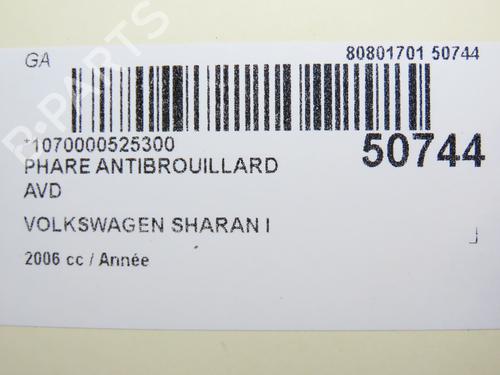 GA
80801701 50744
*1070000525300
50744
PHARE ANTIBROUILLARD
AVD
VOLKSWAGEN SHARAN I
2006 cc / Année
B-PARTS